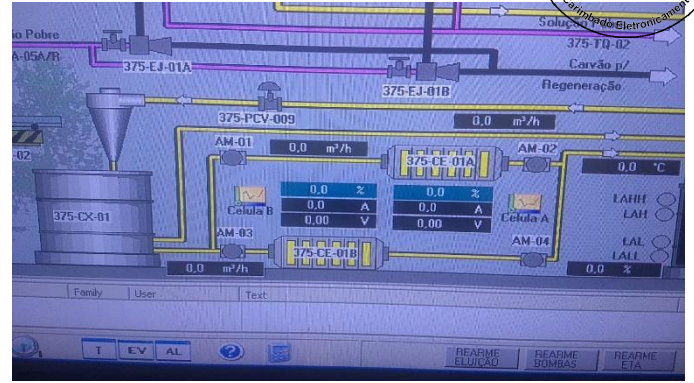 Carimbado Eletronicamente
Solução
375-TQ-02
o Pobre
A-05A/R
375-EJ-01A
Carvão p/
Regeneração
375-EJ-01B
375-PCV-009
0,0 m³/h
-02
AM-01
0,0 m³/h
375-CE-01A
AM-02
0,0 °C
Celula B
0,0 %
0,0 A
0,00 V
0,0 %
0,0 A
0,00 V
Celula A
LAHH
LAH
LAL
LALL
375-CX-01
AM-03
375-CE-01B
AM-04
0,0 m³/h
0,0 %
Family
User
Text
I
EV
AL
?
REARME
ELUIÇÃO
REARME
BOMBAS
REARME
ETA